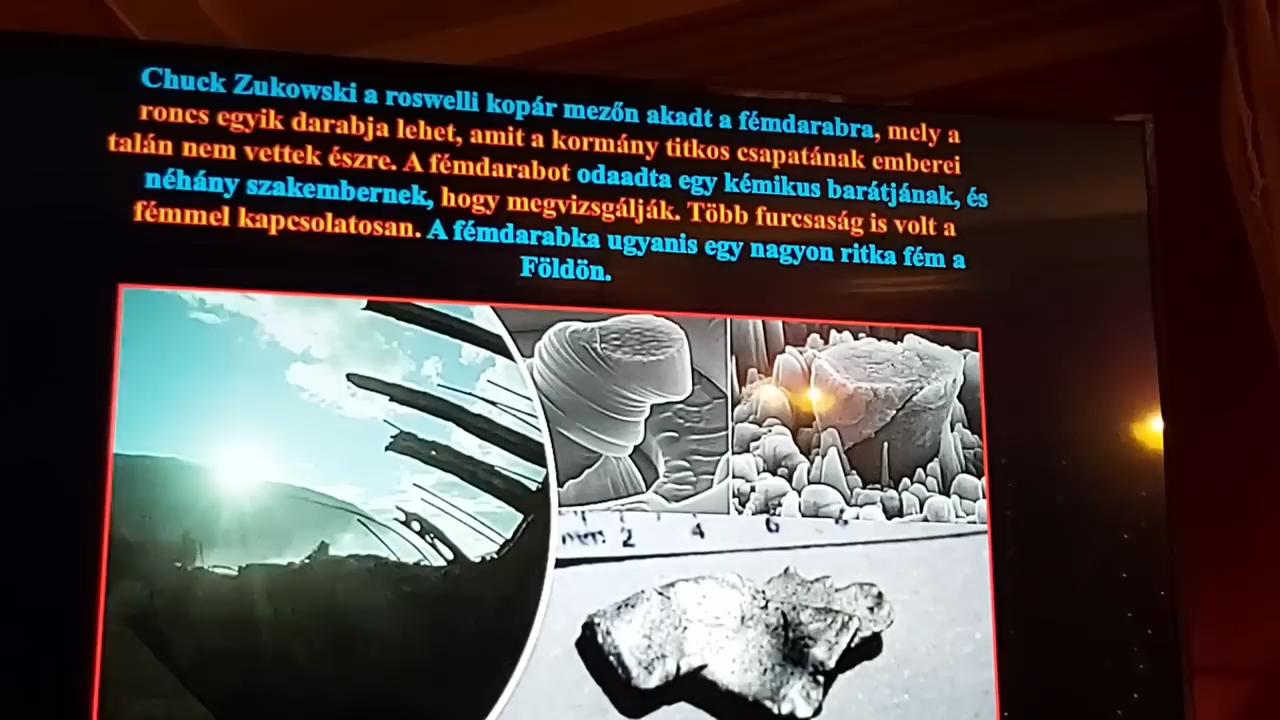 Chuck Zukowski a roswelli kopár mezőn akadt a fémdarabra, mely a
roncs egyik darabja lehet, amit a kormány titkos csapatának emberei
talán nem vettek észre. A fémdarabot odaadta egy kémikus barátjának, és
néhány szakembernek, hogy megvizsgálják. Több furcsaság is volt a
fémmel kapcsolatosan. A fémdarabka ugyanis egy nagyon ritka fém a
Földön.
mm: 2 4 6 8